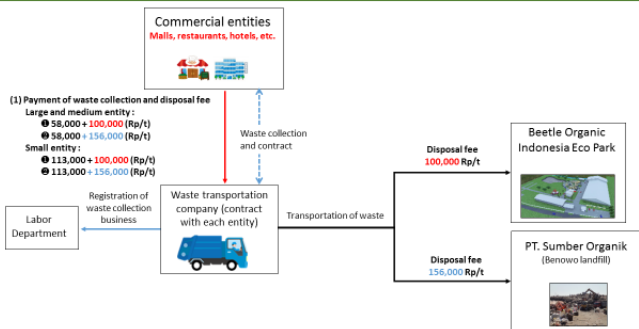 Commercial entities
Malls, restaurants, hotels, etc.
(1) Payment of waste collection and disposal fee
Large and medium entity :
❶ 58,000 + 100,000 (Rp/t)
❷ 58,000 + 156,000 (Rp/t)
Small entity :
❶ 113,000 + 100,000 (Rp/t)
❷ 113,000 + 156,000 (Rp/t)
Waste collection
and contract
Registration of
waste collection
business
Labor
Department
Waste transportation
company (contract
with each entity)
Transportation of waste
Disposal fee
100,000 Rp/t
Beetle Organic
Indonesia Eco Park
Disposal fee
156,000 Rp/t
PT. Sumber Organik
(Benowo landfill)